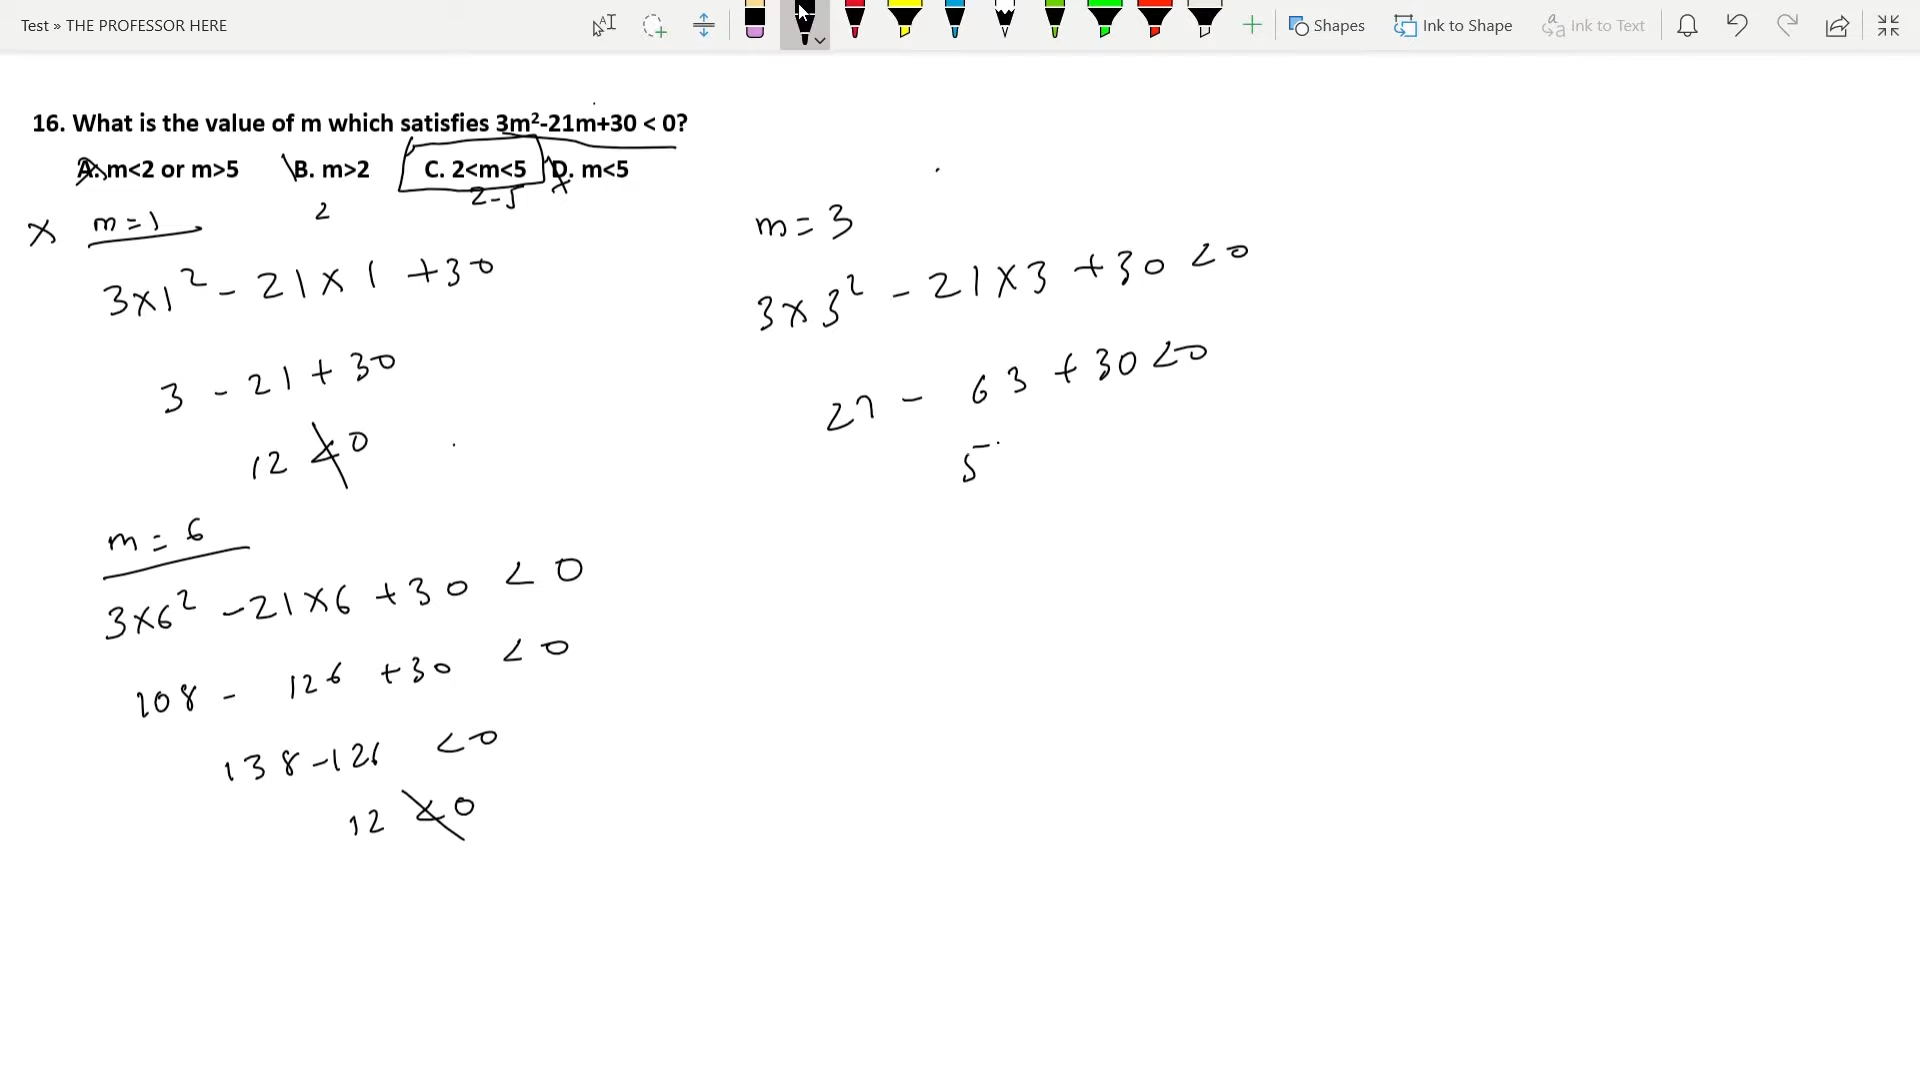 Test » THE PROFESSOR HERE
Shapes
Ink to Shape
Ink to Text
16. What is the value of m which satisfies 3m²-21m+30 < 0?
A. m<2 or m>5 B. m>2 C. 2<m<5 D. m<5
2 2-5
x m = 1
3x1² - 21 x 1 +30
3 - 21 + 30
12 ≮ 0
m = 6
3x6² - 21x6 +30 < 0
108 - 126 +30 < 0
138-126 <0
12 ≮ 0
m = 3
3 x 3² - 21x3 +30 <0
27 - 63 + 30 <0
5